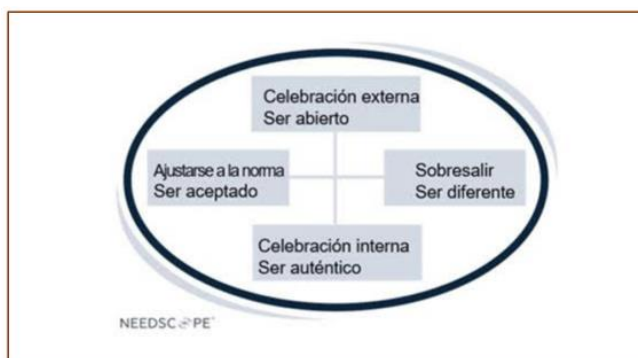 Celebración externa
Ser abierto
Ajustarse a la norma
Ser aceptado
Sobresalir
Ser diferente
Celebración interna
Ser auténtico
NEEDSCOPE